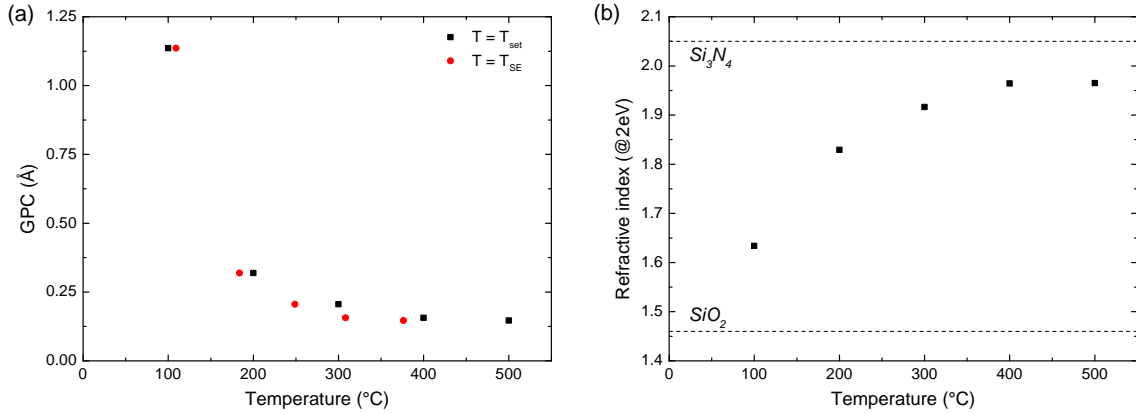 (a)
1.25
1.00
0.75
0.50
0.25
0.00
GPC (Å)
0 100 200 300 400 500
Temperature (°C)
T = Tset
T = TSE
(b)
2.1
2.0
1.9
1.8
1.7
1.6
1.5
1.4
Refractive index (@2eV)
Si3N4
SiO2
0 100 200 300 400 500
Temperature (°C)